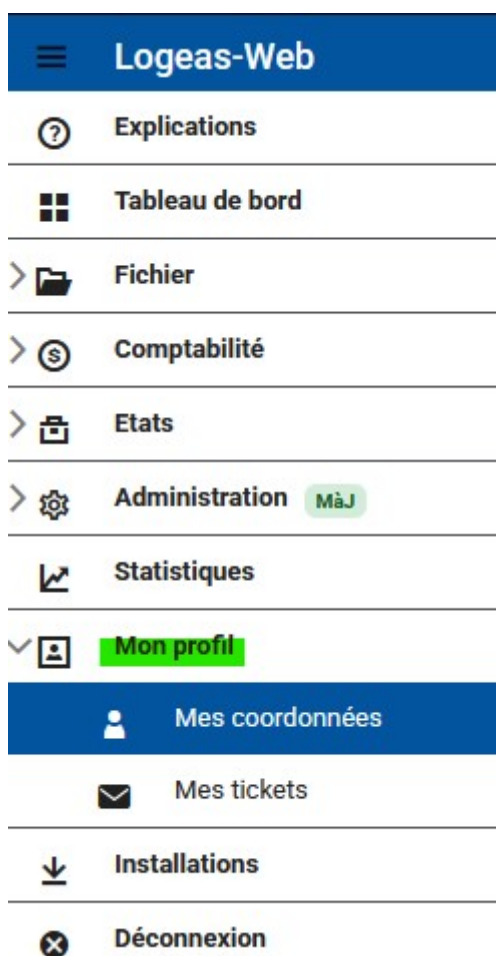 Logeas-Web
Explications
Tableau de bord
Fichier
Comptabilité
Etats
Administration MàJ
Statistiques
Mon profil
Mes coordonnées
Mes tickets
Installations
Déconnexion